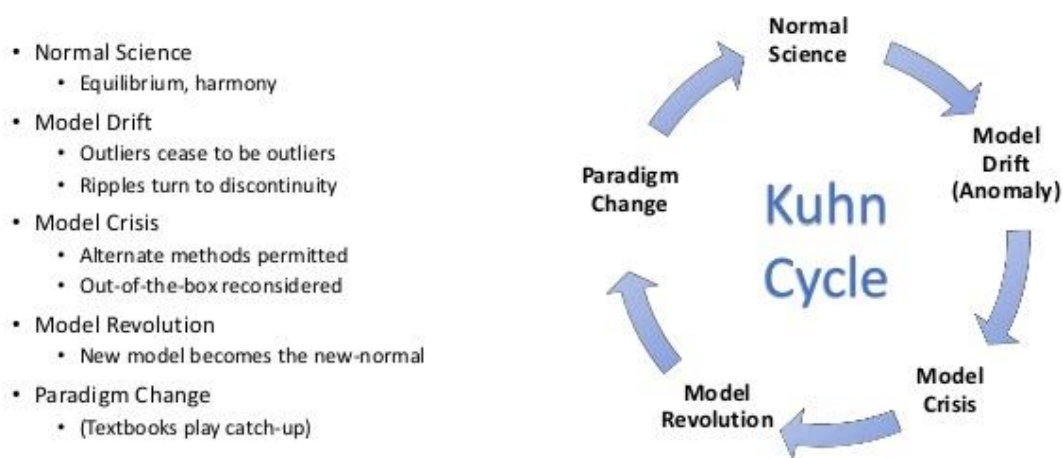 • Normal Science
• Equilibrium, harmony
• Model Drift
• Outliers cease to be outliers
• Ripples turn to discontinuity
• Model Crisis
• Alternate methods permitted
• Out-of-the-box reconsidered
• Model Revolution
• New model becomes the new-normal
• Paradigm Change
• (Textbooks play catch-up)
Normal
Science
Model
Drift
(Anomaly)
Model
Crisis
Model
Revolution
Paradigm
Change
Kuhn
Cycle